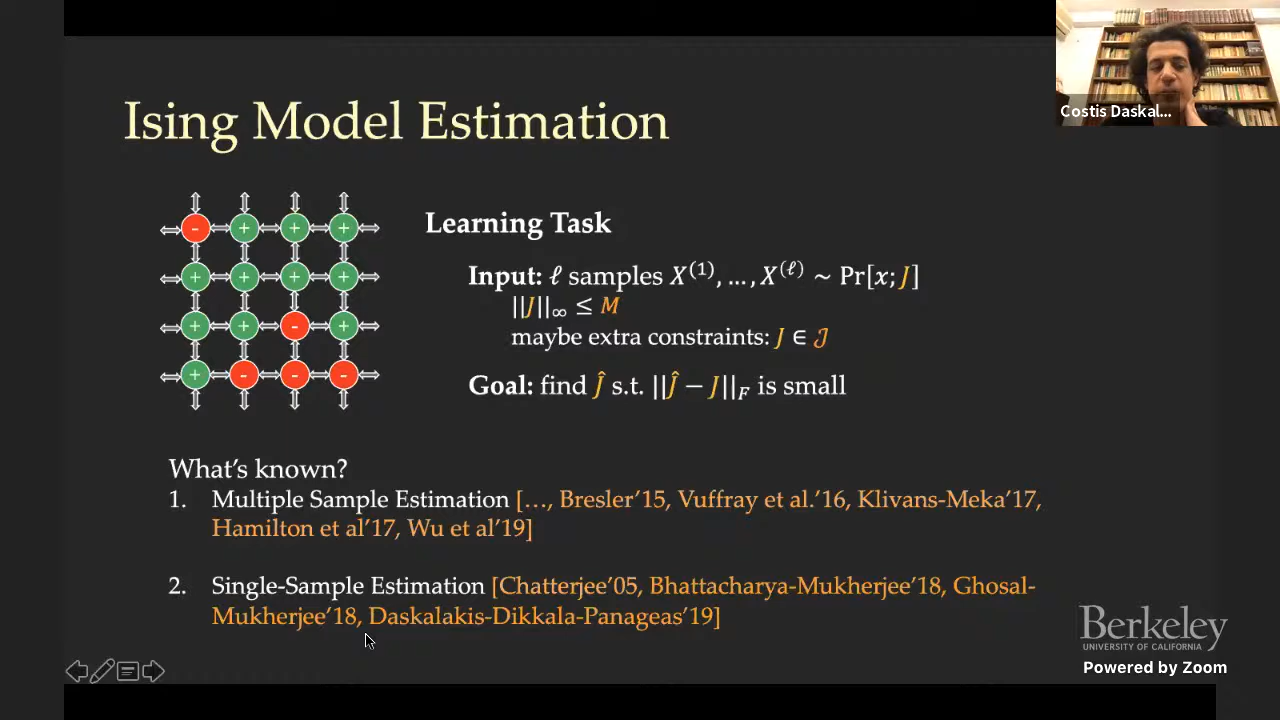 Costis Daskal...
Ising Model Estimation
- + + +
+ + + +
+ + - +
+ - - -
Learning Task
Input: ℓ samples X⁽¹⁾, ..., X⁽ℓ⁾ ~ Pr[x; J]
||J||∞ ≤ M
maybe extra constraints: J ∈ 𝒥
Goal: find Ĵ s.t. ||Ĵ − J||_F is small
What's known?
1. Multiple Sample Estimation [..., Bresler'15, Vuffray et al.'16, Klivans-Meka'17,
Hamilton et al'17, Wu et al'19]
2. Single-Sample Estimation [Chatterjee'05, Bhattacharya-Mukherjee'18, Ghosal-
Mukherjee'18, Daskalakis-Dikkala-Panageas'19]
Berkeley
UNIVERSITY OF CALIFORNIA
Powered by Zoom